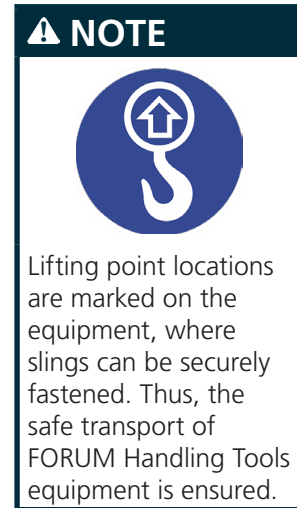 NOTE
Lifting point locations
are marked on the
equipment, where
slings can be securely
fastened. Thus, the
safe transport of
FORUM Handling Tools
equipment is ensured.